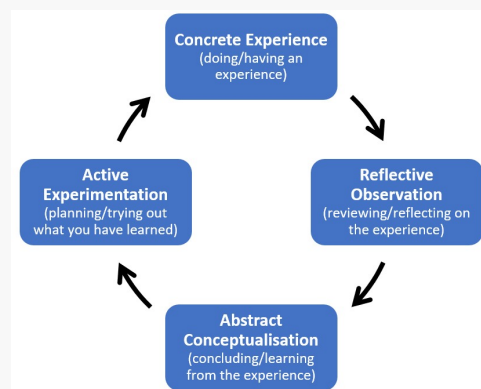 Concrete Experience
(doing/having an
experience)
Active
Experimentation
(planning/trying out
what you have learned)
Reflective
Observation
(reviewing/reflecting on
the experience)
Abstract
Conceptualisation
(concluding/learning
from the experience)